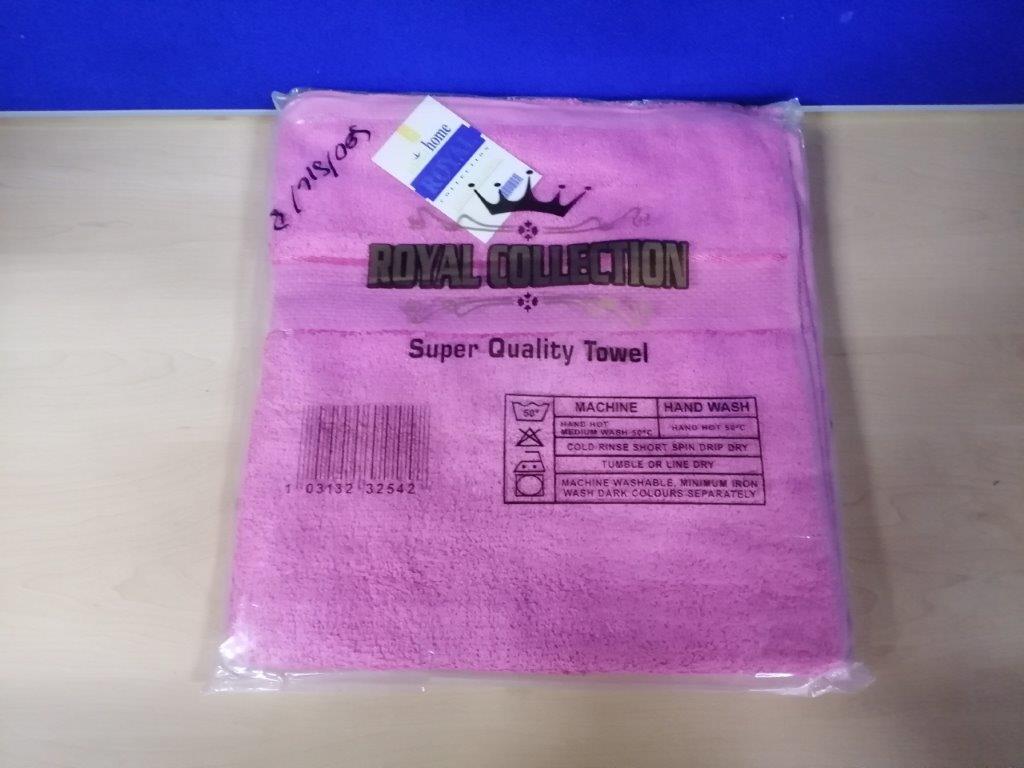 home
ROYAL
COLLECTION
ROYAL COLLECTION
Super Quality Towel
1 03132 32542
50°
MACHINE
HAND WASH
HAND HOT
MEDIUM WASH 50°C
HAND HOT 50°C
COLD RINSE SHORT SPIN DRIP DRY
TUMBLE OR LINE DRY
MACHINE WASHABLE, MINIMUM IRON
WASH DARK COLOURS SEPARATELY